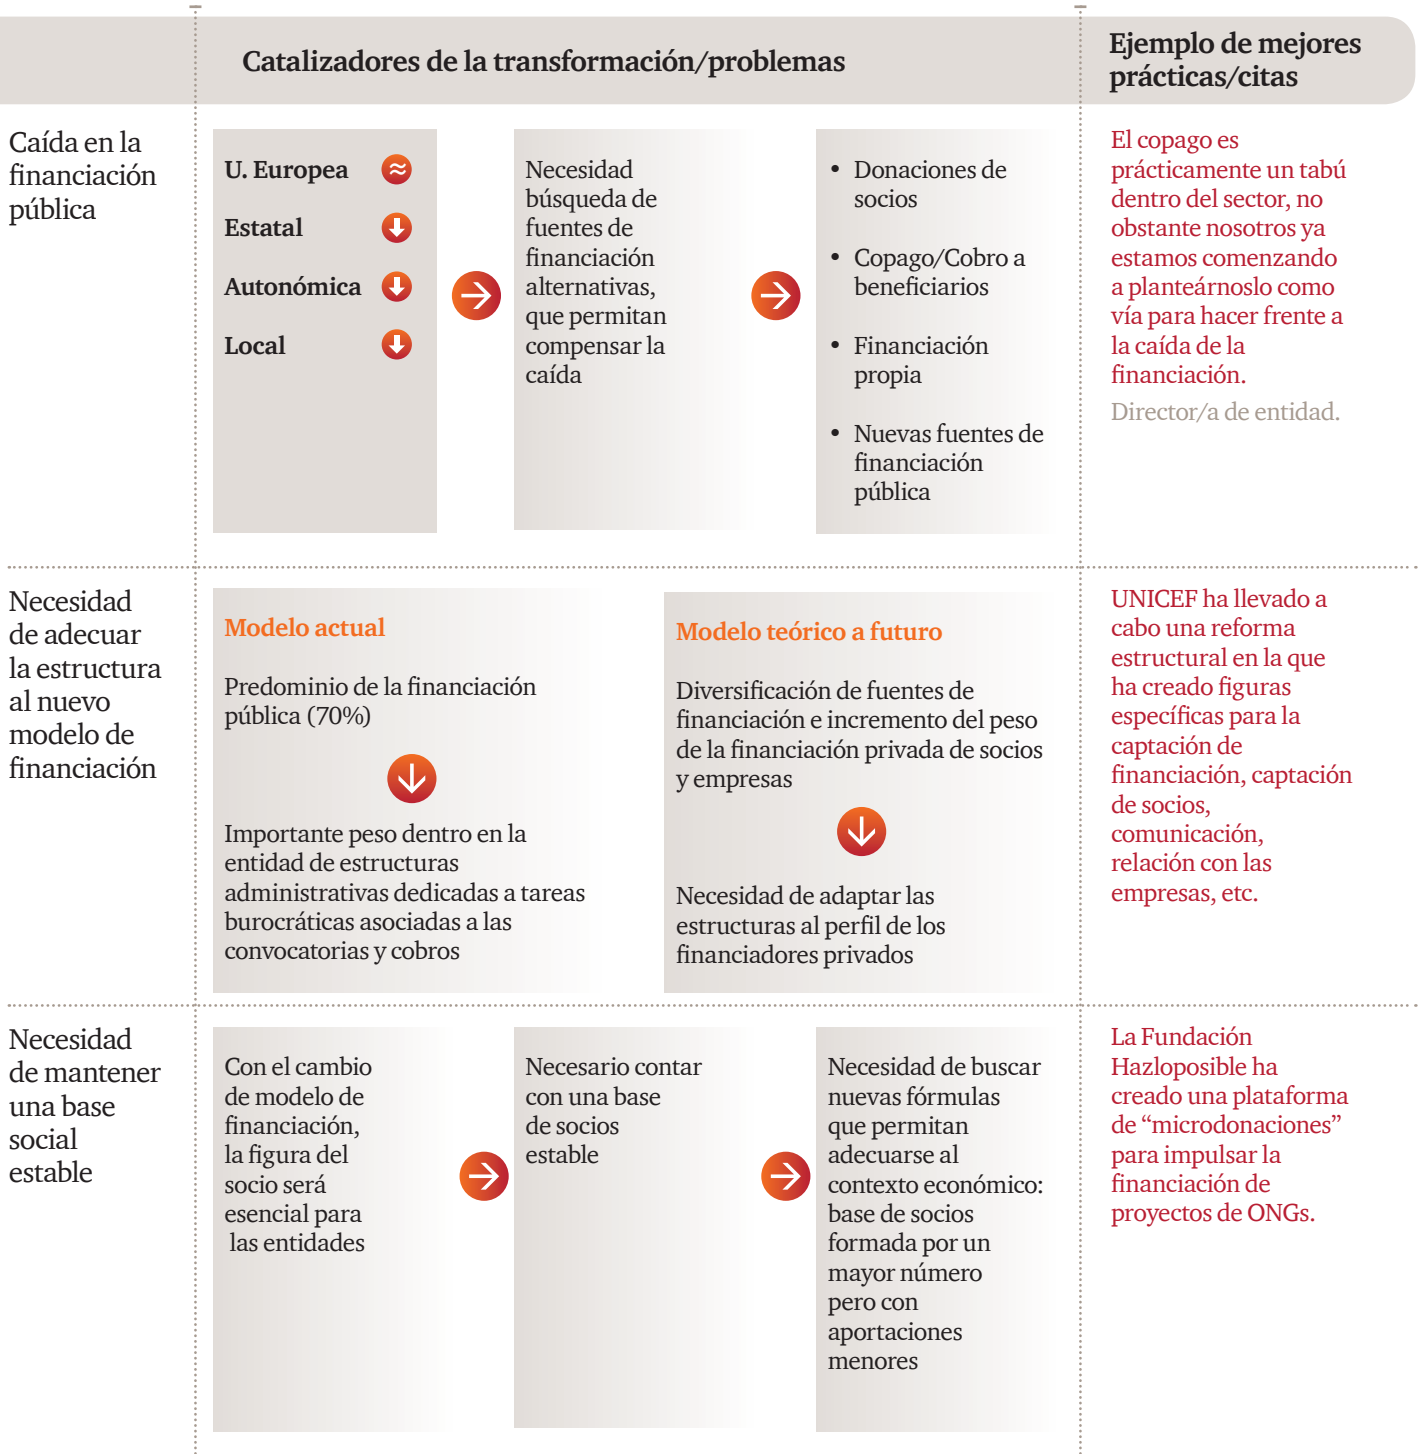 Catalizadores de la transformación/problemas
Ejemplo de mejores
prácticas/citas
Caída en la
financiación
pública
U. Europea
Estatal
Autonómica
Local
Necesidad
búsqueda de
fuentes de
financiación
alternativas,
que permitan
compensar la
caída
• Donaciones de
socios
• Copago/Cobro a
beneficiarios
• Financiación
propia
• Nuevas fuentes de
financiación
pública
El copago es
prácticamente un tabú
dentro del sector, no
obstante nosotros ya
estamos comenzando
a planteárnoslo como
vía para hacer frente a
la caída de la
financiación.
Director/a de entidad.
Necesidad
de adecuar
la estructura
al nuevo
modelo de
financiación
Modelo actual
Predominio de la financiación
pública (70%)
Importante peso dentro en la
entidad de estructuras
administrativas dedicadas a tareas
burocráticas asociadas a las
convocatorias y cobros
Modelo teórico a futuro
Diversificación de fuentes de
financiación e incremento del peso
de la financiación privada de socios
y empresas
Necesidad de adaptar las
estructuras al perfil de los
financiadores privados
UNICEF ha llevado a
cabo una reforma
estructural en la que
ha creado figuras
específicas para la
captación de
financiación, captación
de socios,
comunicación,
relación con las
empresas, etc.
Necesidad
de mantener
una base
social
estable
Con el cambio
de modelo de
financiación,
la figura del
socio será
esencial para
las entidades
Necesario contar
con una base
de socios
estable
Necesidad de buscar
nuevas fórmulas
que permitan
adecuarse al
contexto económico:
base de socios
formada por un
mayor número
pero con
aportaciones
menores
La Fundación
Hazloposible ha
creado una plataforma
de “microdonaciones”
para impulsar la
financiación de
proyectos de ONGs.